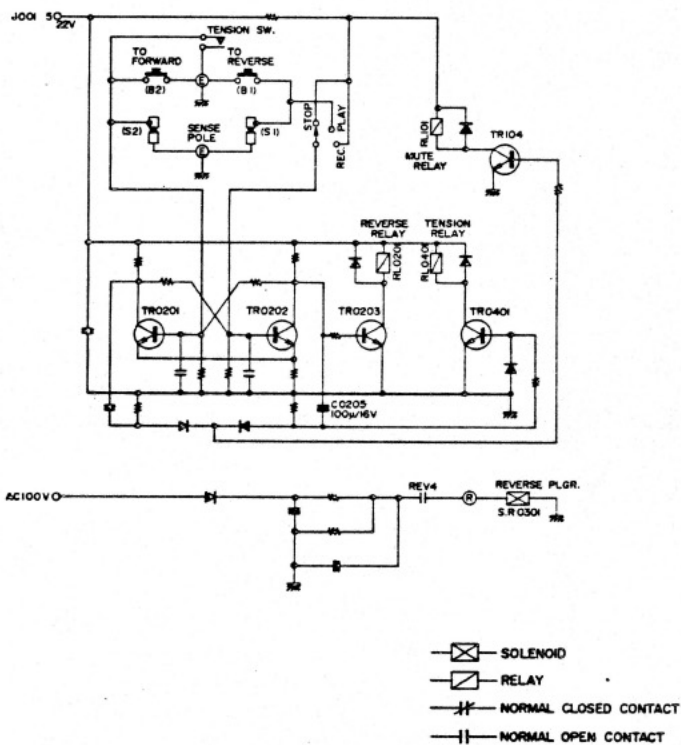 J001 5
22V
TENSION SW.
TO FORWARD
TO REVERSE
E
(B2)
(B1)
STOP
PLAY
REC.
(S2)
SENSE POLE
(S1)
E
RL101
MUTE RELAY
TR104
REVERSE RELAY
TENSION RELAY
RL0201
RL0401
TR0201
TR0202
TR0203
TR0401
C0205
100μ/16V
AC100V
REV4
R
REVERSE PLGR.
S.R0301
SOLENOID
RELAY
NORMAL CLOSED CONTACT
NORMAL OPEN CONTACT